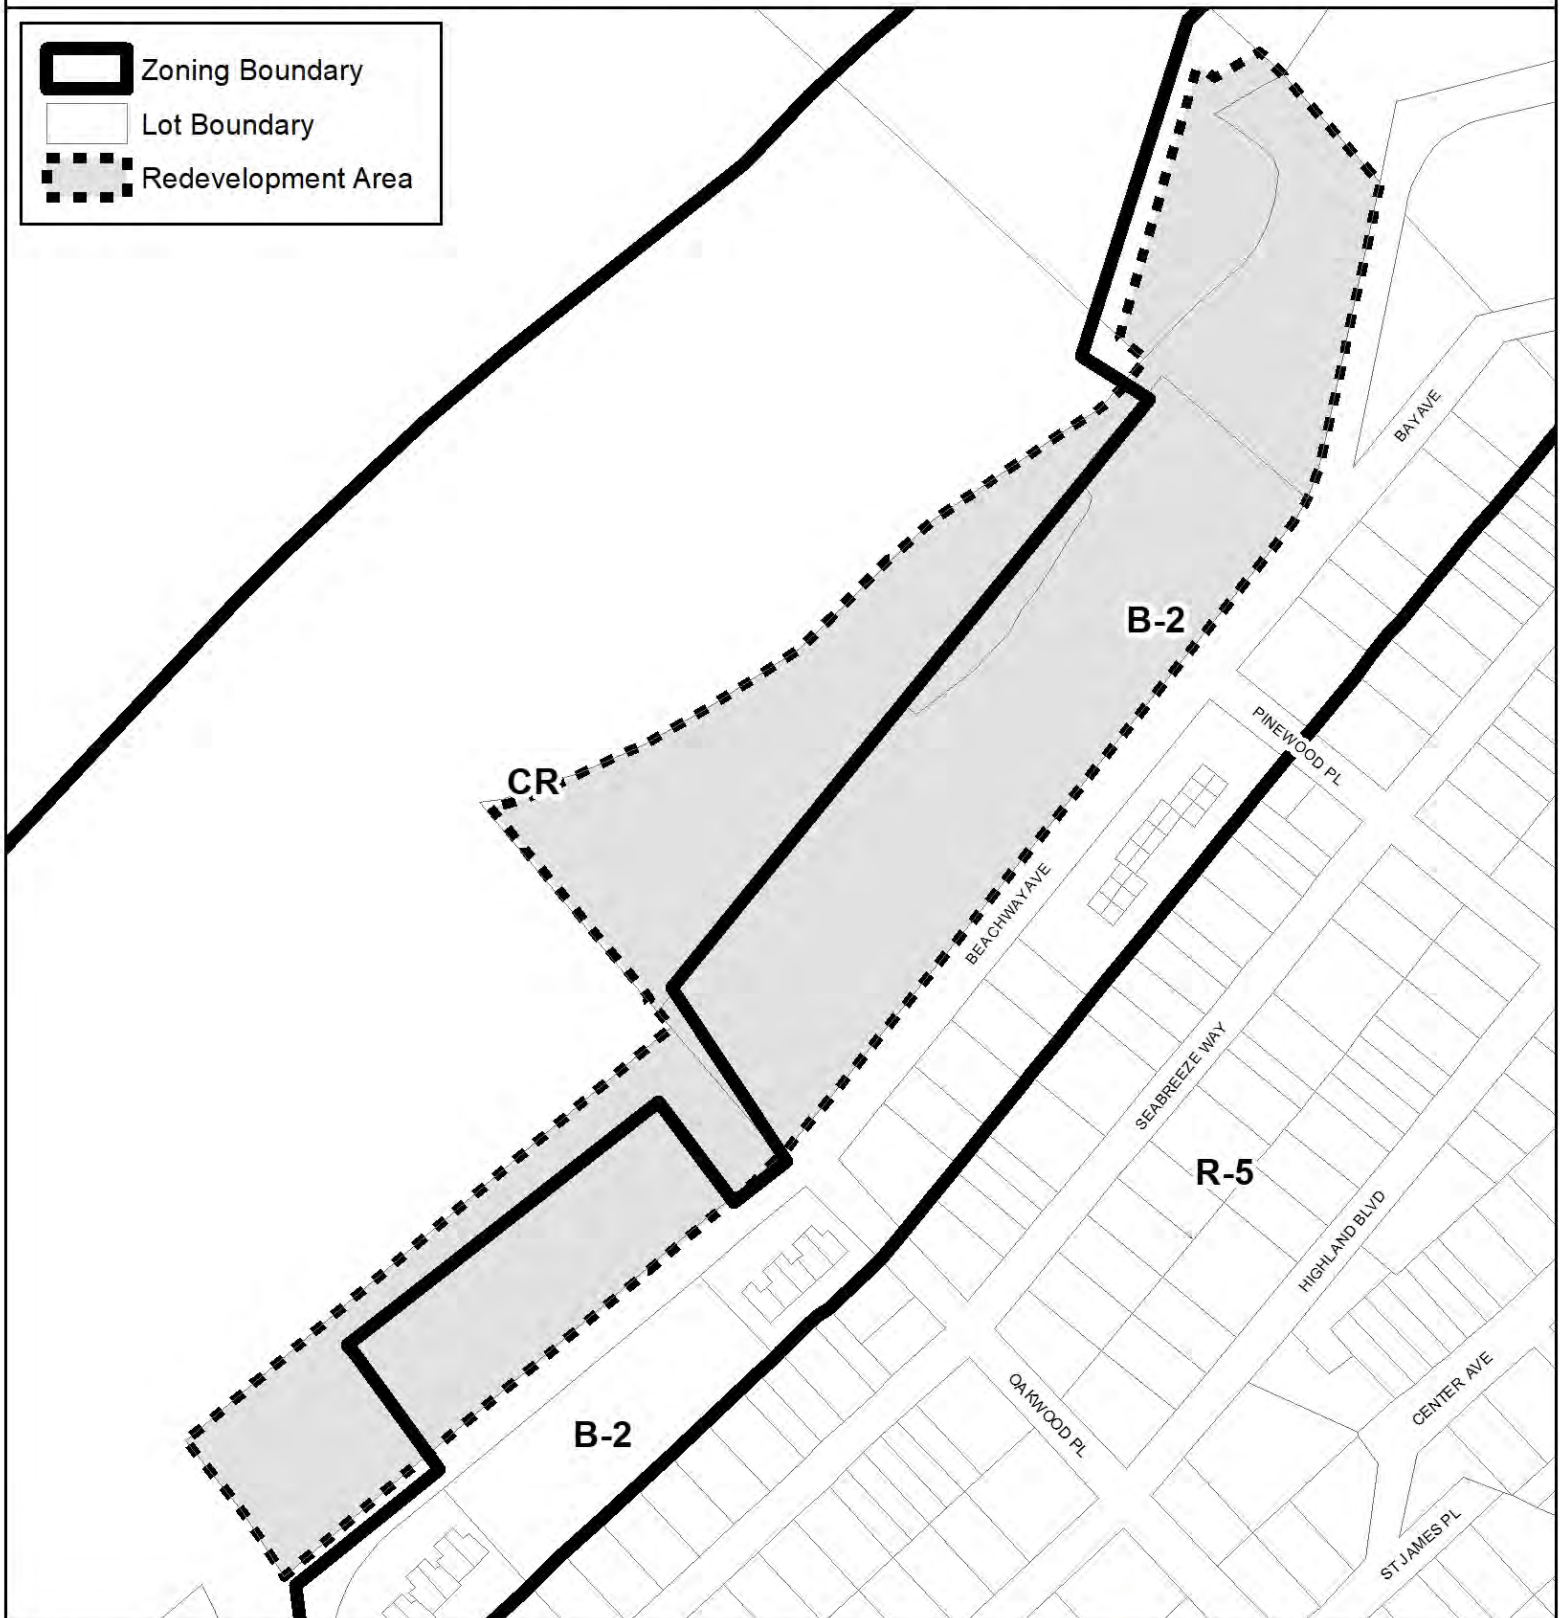 Zoning Boundary
Lot Boundary
Redevelopment Area
BAY AVE
B-2
PINEWOOD PL
CR
BEACHWAY AVE
SEABREEZE WAY
R-5
HIGHLAND BLVD
OAKWOOD PL
CENTER AVE
B-2
ST JAMES PL